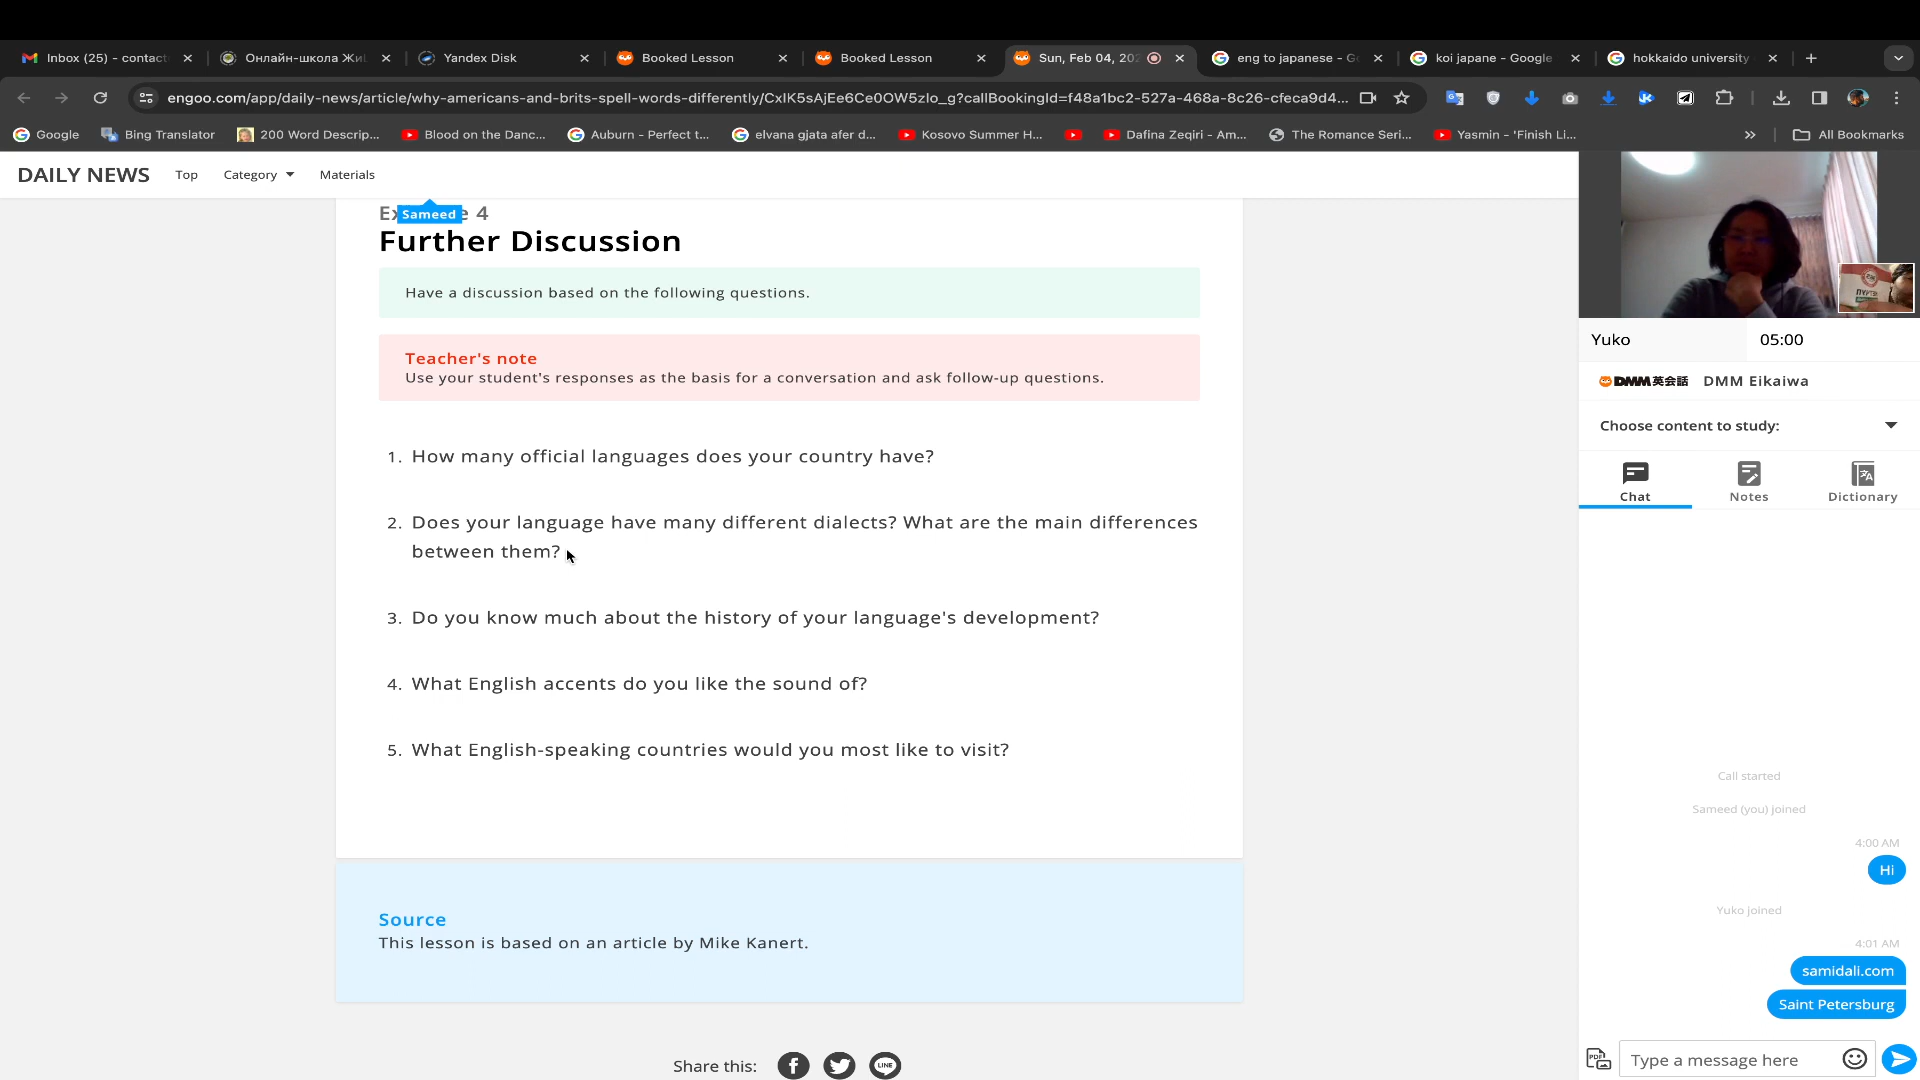 Inbox (25) - contact
Онлайн-школа Жи
Yandex Disk
Booked Lesson
Booked Lesson
Sun, Feb 04, 202
eng to japanese - Go
koi japane - Google
hokkaido university
engoo.com/app/daily-news/article/why-americans-and-brits-spell-words-differently/CxIK5sAjEe6Ce0OW5zlo_g?callBookingId=f48a1bc2-527a-468a-8c26-cfeca9d4...
Google
Bing Translator
200 Word Descrip...
Blood on the Danc...
Auburn - Perfect t...
elvana gjata afer d...
Kosovo Summer H...
Dafina Zeqiri - Am...
The Romance Seri...
Yasmin - 'Finish Li...
»
All Bookmarks
DAILY NEWS
Top
Category
Materials
Sameed
4
Further Discussion
Have a discussion based on the following questions.
Teacher's note
Use your student's responses as the basis for a conversation and ask follow-up questions.
1. How many official languages does your country have?
2. Does your language have many different dialects? What are the main differences
between them?
3. Do you know much about the history of your language's development?
4. What English accents do you like the sound of?
5. What English-speaking countries would you most like to visit?
Source
This lesson is based on an article by Mike Kanert.
Share this:
LINE
Yuko
05:00
DMM英会話
DMM Eikaiwa
Choose content to study:
Chat
Notes
Dictionary
Call started
Sameed (you) joined
4:00 AM
Hi
Yuko joined
4:01 AM
samidali.com
Saint Petersburg
PDF
Type a message here